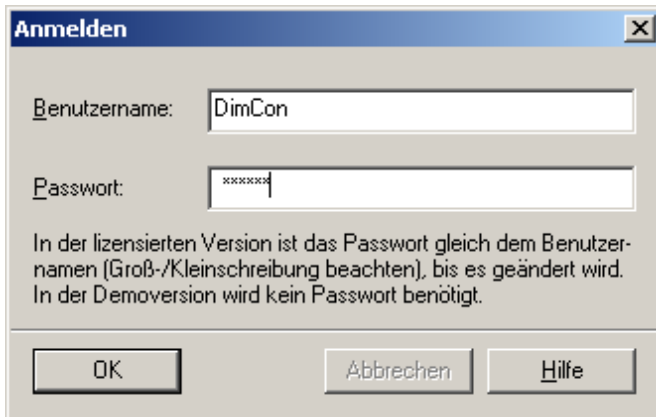 Anmelden
Benutzername: DimCon
Passwort: ******
In der lizensierten Version ist das Passwort gleich dem Benutzer-
namen (Groß-/Kleinschreibung beachten), bis es geändert wird.
In der Demoversion wird kein Passwort benötigt.
OK Abbrechen Hilfe